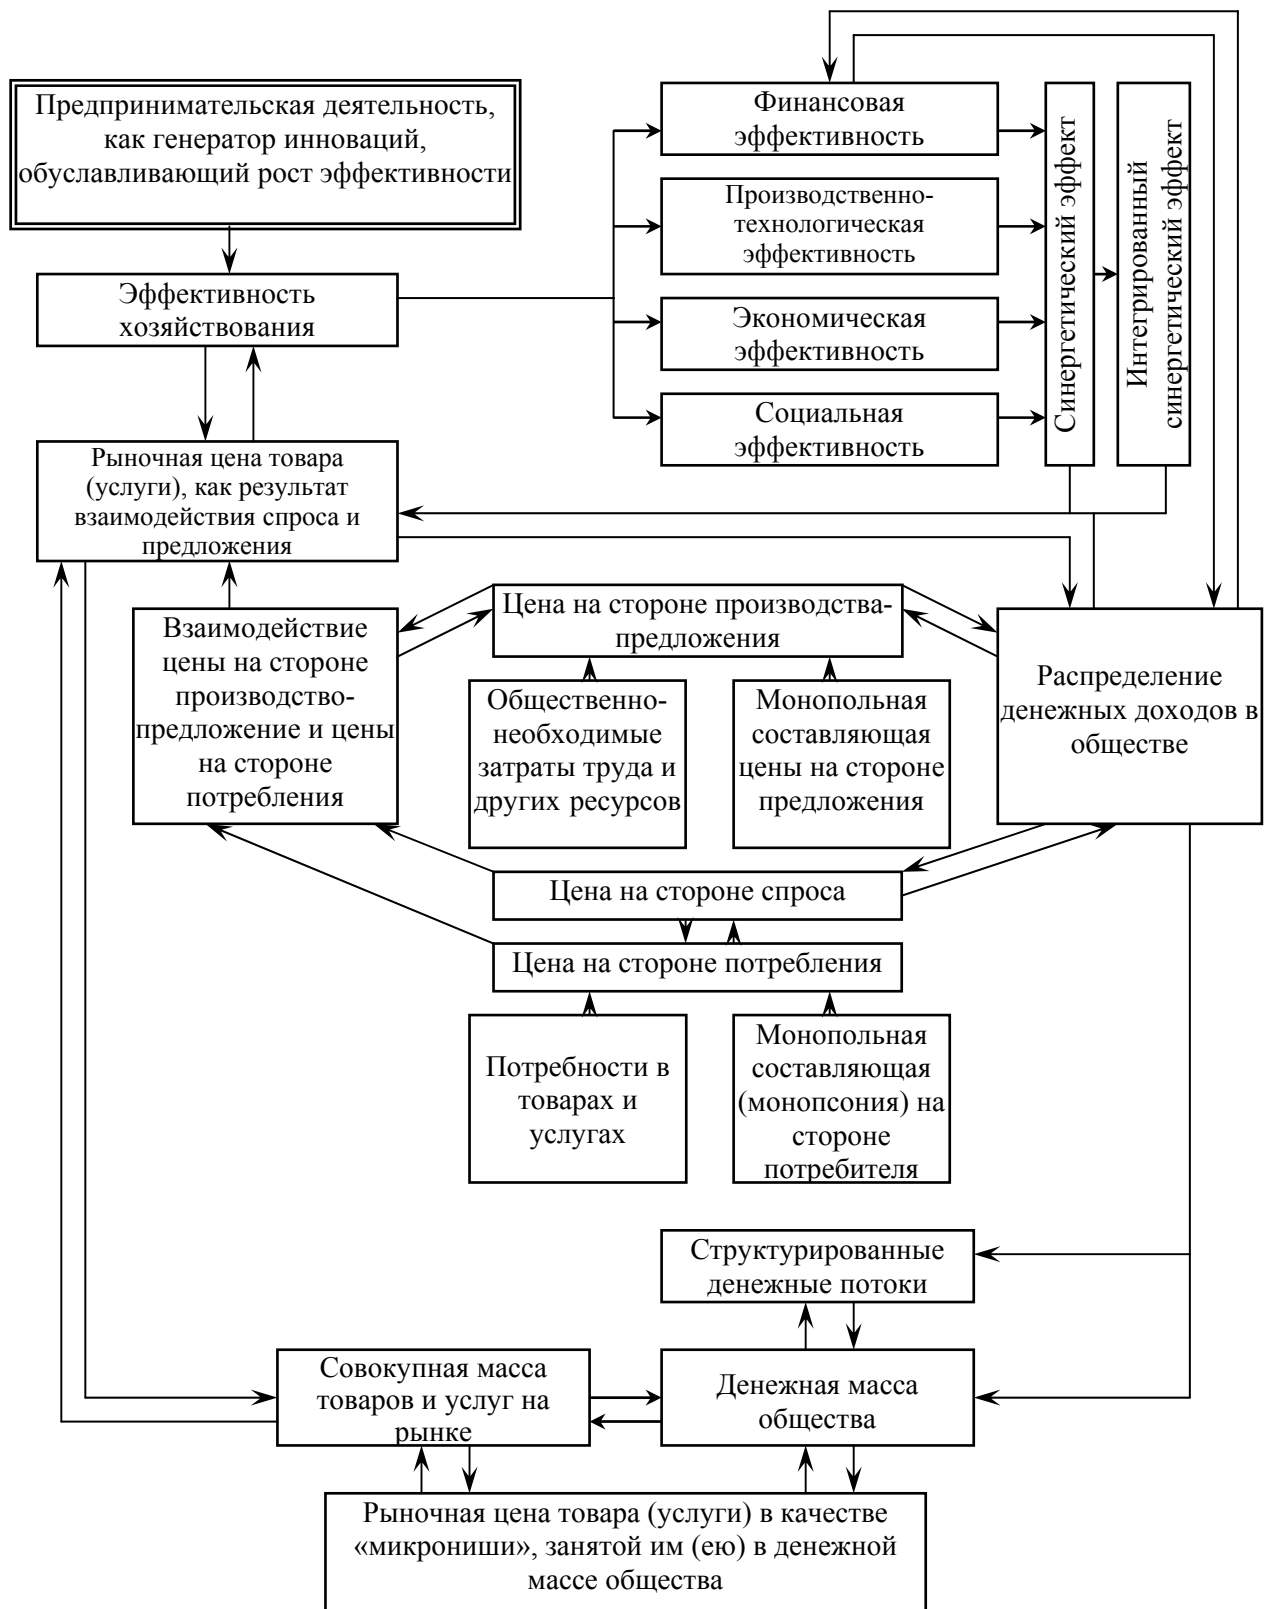 Предпринимательская деятельность,
как генератор инноваций,
обуславливающий рост эффективности
Финансовая
эффективность
Производственно-
технологическая
эффективность
Эффективность
хозяйствования
Экономическая
эффективность
Социальная
эффективность
Синергетический эффект
Интегрированный
синергетический эффект
Рыночная цена товара
(услуги), как результат
взаимодействия спроса и
предложения
Взаимодействие
цены на стороне
производство-
предложение и цены
на стороне
потребления
Цена на стороне производства-
предложения
Общественно-
необходимые
затраты труда и
других ресурсов
Монопольная
составляющая
цены на стороне
предложения
Распределение
денежных доходов в
обществе
Цена на стороне спроса
Цена на стороне потребления
Потребности в
товарах и
услугах
Монопольная
составляющая
(монопсония) на
стороне
потребителя
Структурированные
денежные потоки
Совокупная масса
товаров и услуг на
рынке
Денежная масса
общества
Рыночная цена товара (услуги) в качестве
«микрониши», занятой им (ею) в денежной
массе общества